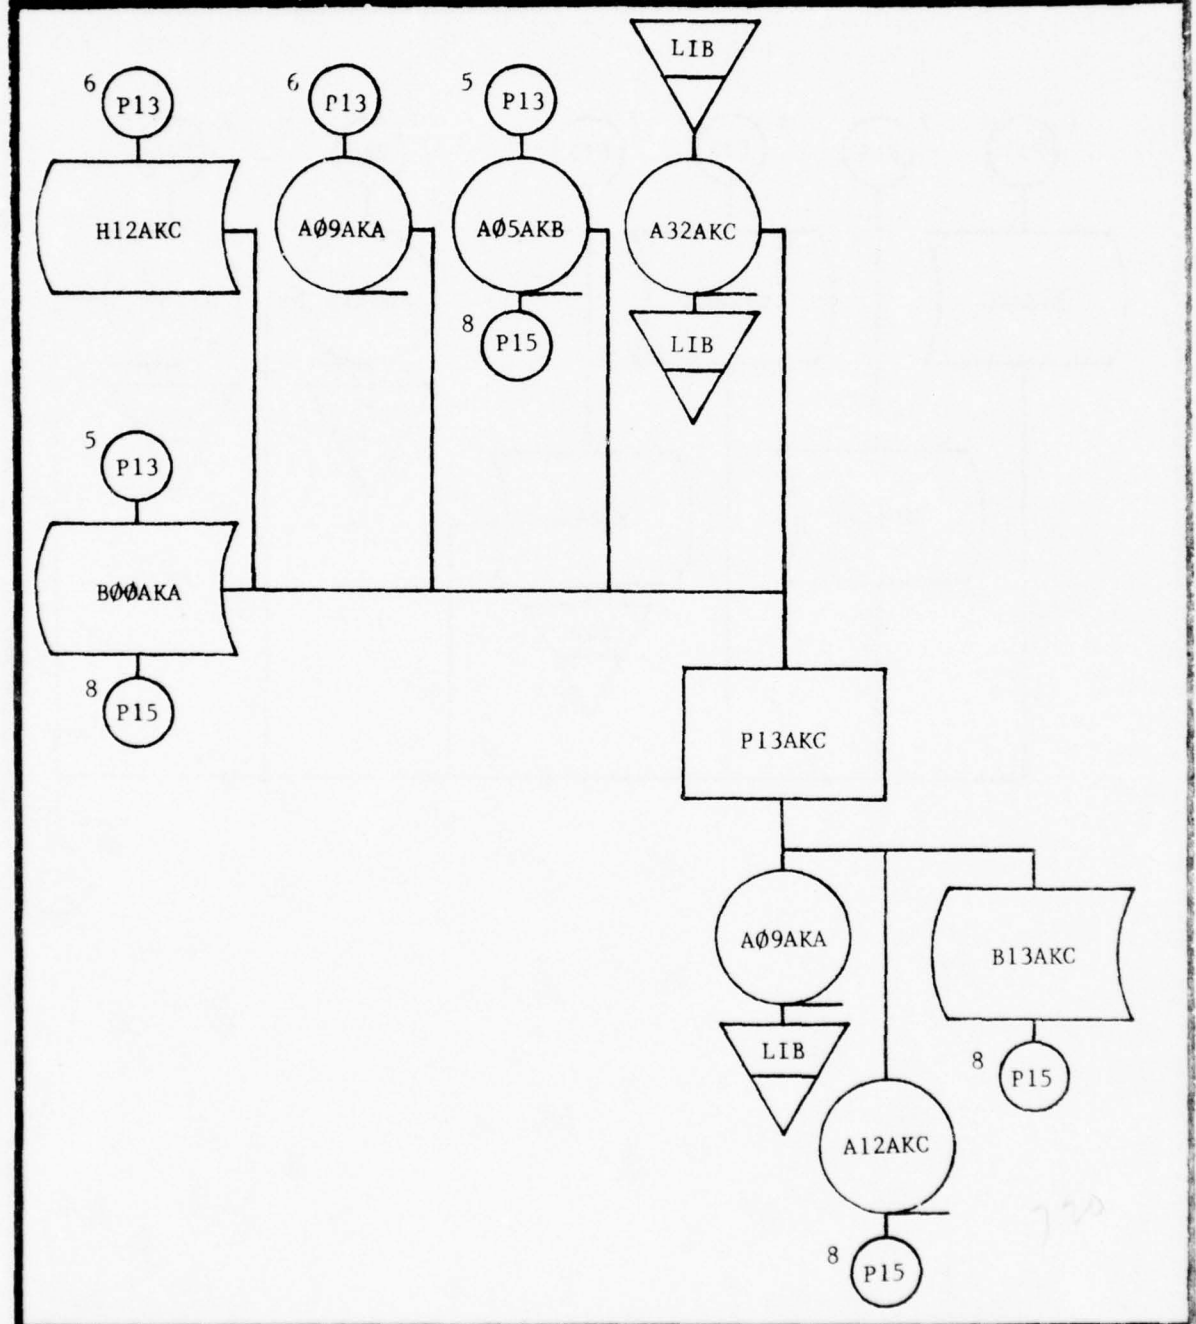 LIB
6 P13
6 P13
5 P13
H12AKC
AØ9AKA
AØ5AKB
A32AKC
8 P15
LIB
5 P13
BØØAKA
8 P15
P13AKC
AØ9AKA
B13AKC
LIB
8 P15
A12AKC
8 P15